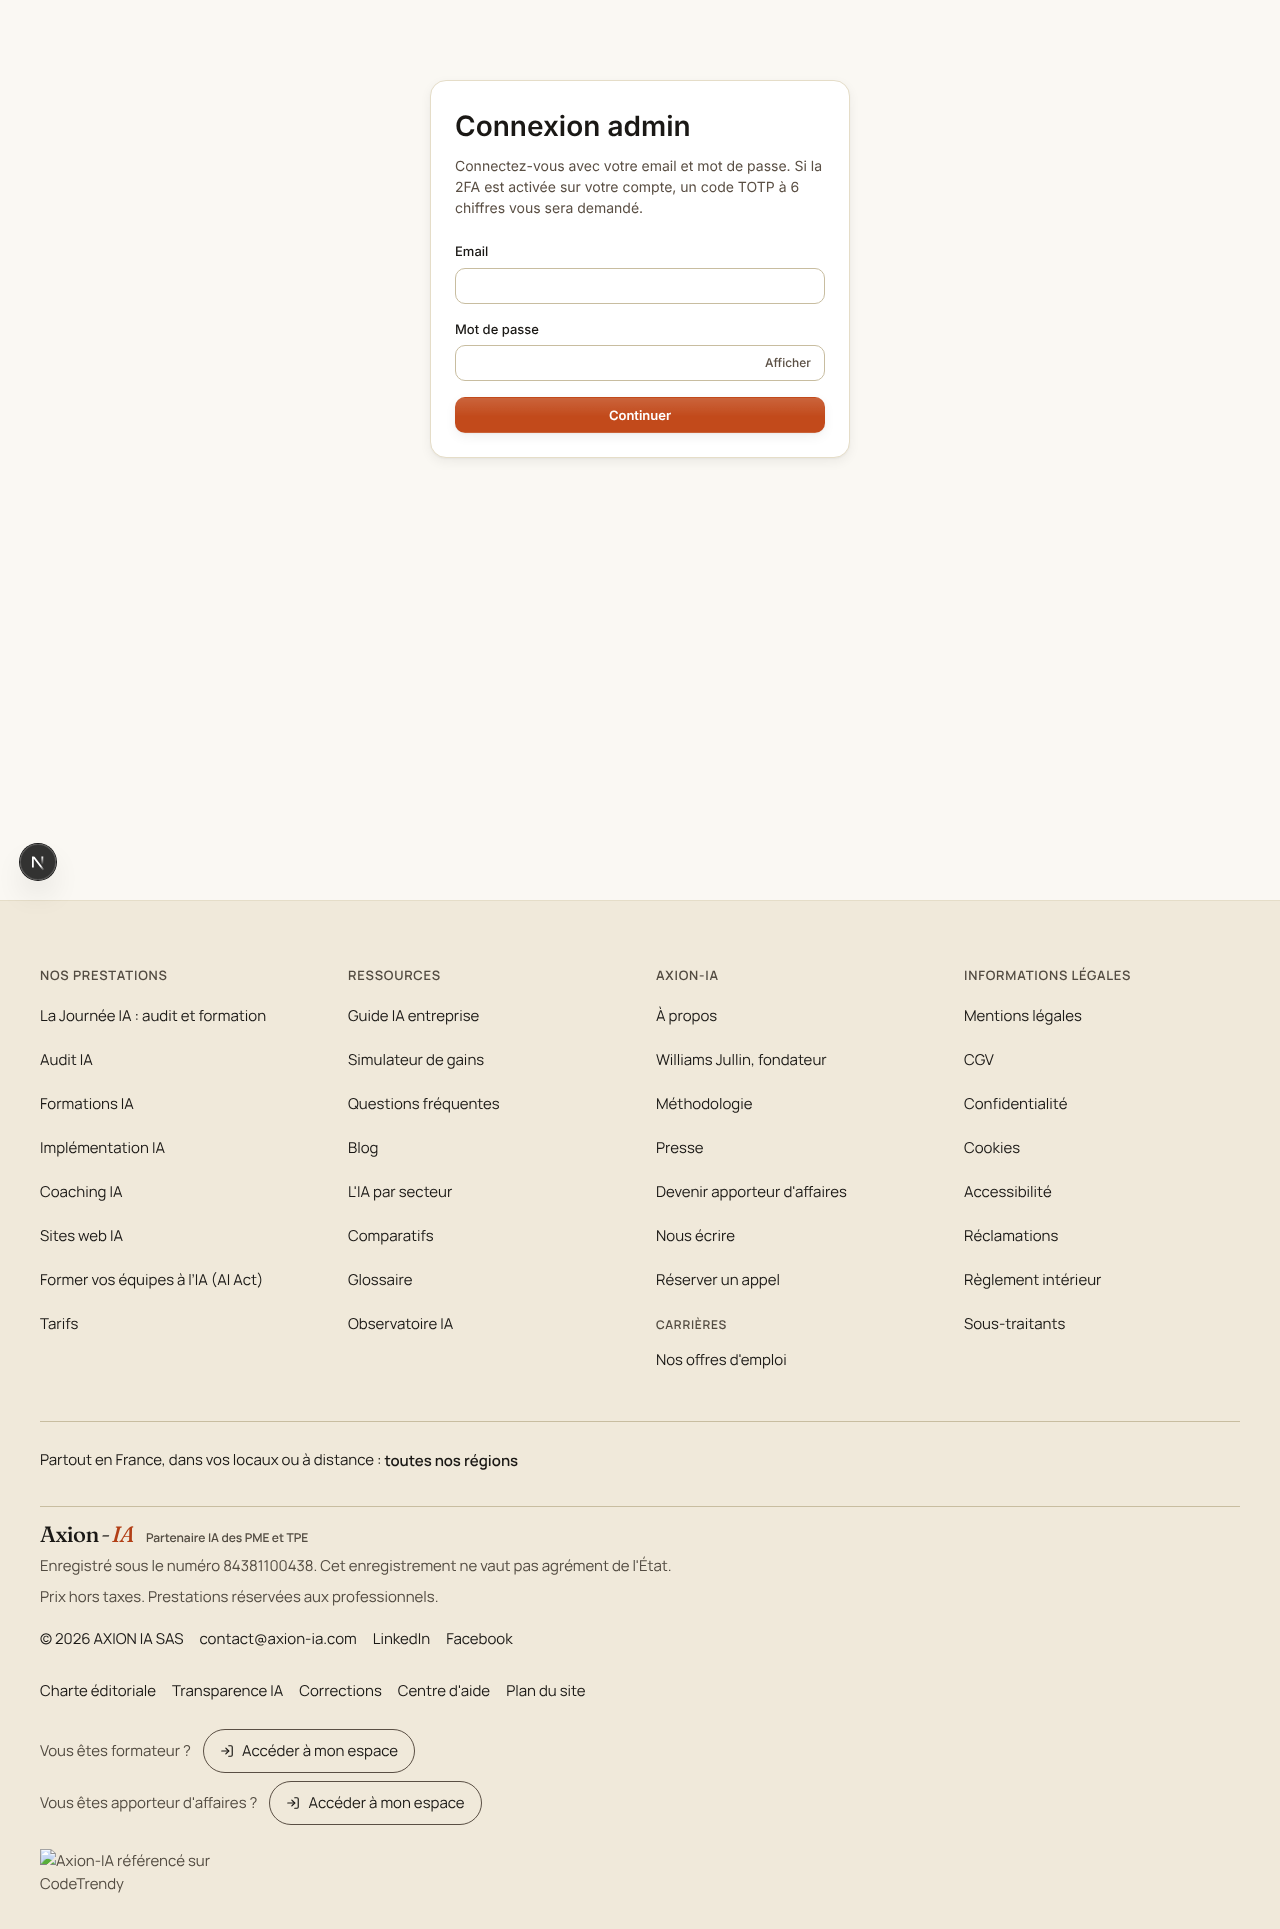 Connexion admin
Connectez-vous avec votre email et mot de passe. Si la
2FA est activée sur votre compte, un code TOTP à 6
chiffres vous sera demandé.
Email
Mot de passe
Afficher
Continuer
N
NOS PRESTATIONS
La Journée IA : audit et formation
Audit IA
Formations IA
Implémentation IA
Coaching IA
Sites web IA
Former vos équipes à l'IA (AI Act)
Tarifs
RESSOURCES
Guide IA entreprise
Simulateur de gains
Questions fréquentes
Blog
L'IA par secteur
Comparatifs
Glossaire
Observatoire IA
AXION-IA
À propos
Williams Jullin, fondateur
Méthodologie
Presse
Devenir apporteur d'affaires
Nous écrire
Réserver un appel
CARRIÈRES
Nos offres d'emploi
INFORMATIONS LÉGALES
Mentions légales
CGV
Confidentialité
Cookies
Accessibilité
Réclamations
Règlement intérieur
Sous-traitants
Partout en France, dans vos locaux ou à distance : toutes nos régions
Axion-IA Partenaire IA des PME et TPE
Enregistré sous le numéro 84381100438. Cet enregistrement ne vaut pas agrément de l'État.
Prix hors taxes. Prestations réservées aux professionnels.
© 2026 AXION IA SAS contact@axion-ia.com LinkedIn Facebook
Charte éditoriale Transparence IA Corrections Centre d'aide Plan du site
Vous êtes formateur ? Accéder à mon espace
Vous êtes apporteur d'affaires ? Accéder à mon espace
Axion-IA référencé sur
CodeTrendy